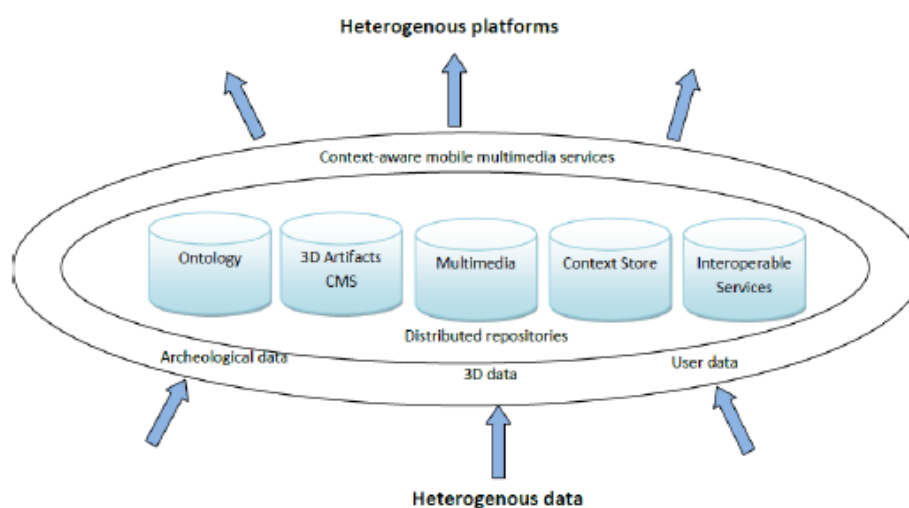 Heterogenous platforms
Context-aware mobile multimedia services
Ontology
3D Artifacts
CMS
Multimedia
Context Store
Interoperable
Services
Distributed repositories
Archeological data
3D data
User data
Heterogenous data